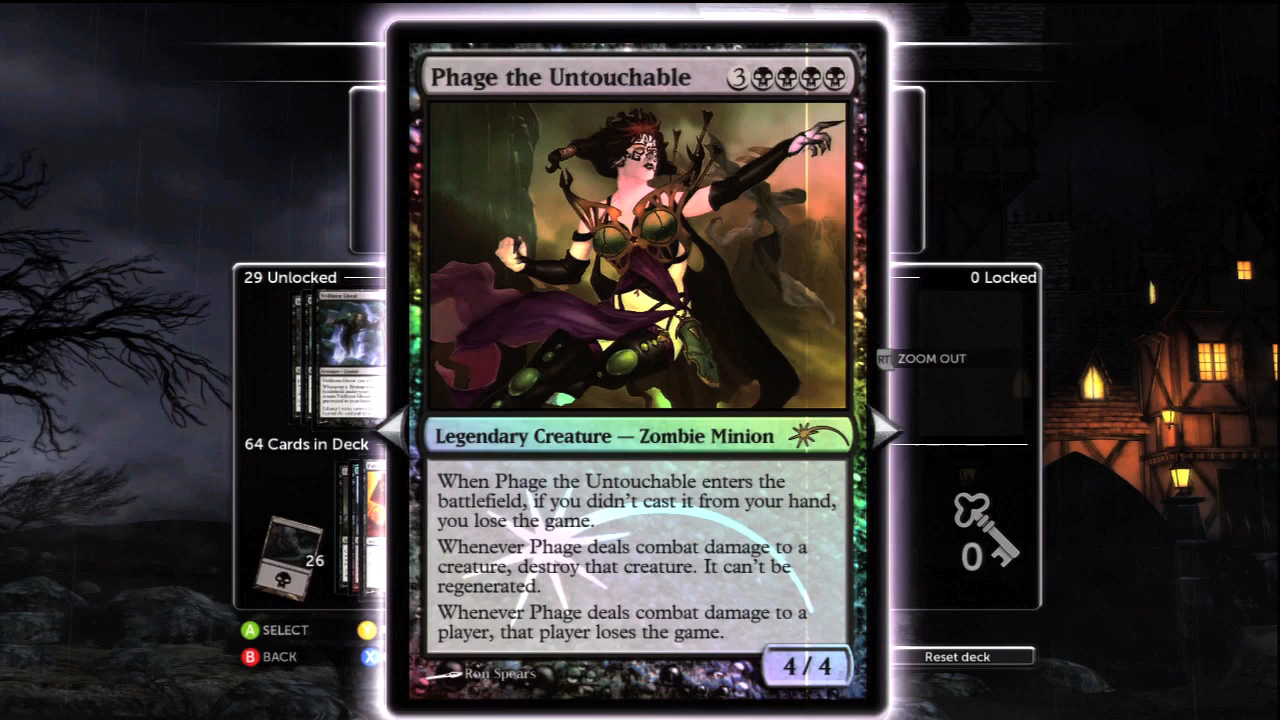 Phage the Untouchable 3
29 Unlocked
0 Locked
RT ZOOM OUT
Legendary Creature — Zombie Minion
64 Cards in Deck
When Phage the Untouchable enters the
battlefield, if you didn't cast it from your hand,
you lose the game.
Whenever Phage deals combat damage to a
creature, destroy that creature. It can't be
regenerated.
Whenever Phage deals combat damage to a
player, that player loses the game.
26
0
A SELECT
Y
B BACK
X
Reset deck
4/4
Ron Spears